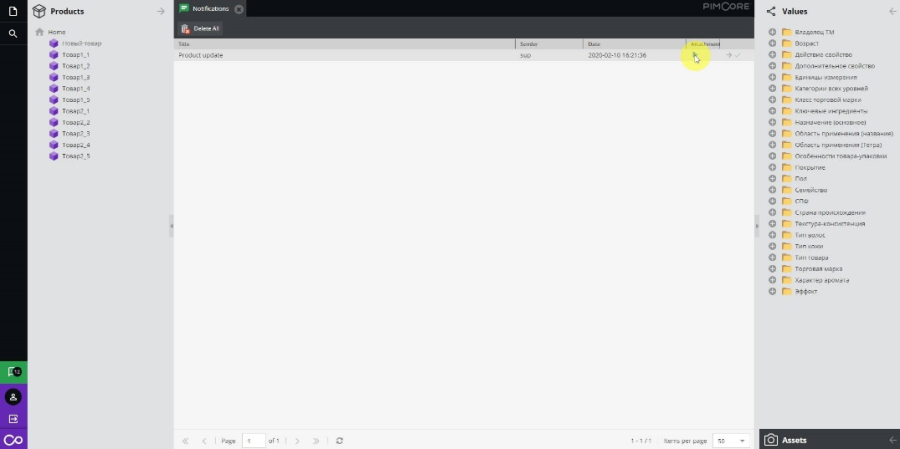 Products
Home
Новый товар
Товар1_1
Товар1_2
Товар1_3
Товар1_4
Товар1_5
Товар2_1
Товар2_2
Товар2_3
Товар2_4
Товар2_5
12
Notifications
PIMCORE
Delete All
Title Sender Date Attachment
Product update sup 2020-02-10 16:21:36
Page 1 of 1
1 - 1 / 1 Items per page 50
Values
Владелец ТМ
Возраст
Действие свойство
Дополнительное свойство
Единицы измерения
Категории всех уровней
Класс торговой марки
Ключевые ингредиенты
Назначение (основное)
Область применения (названия)
Область применения (Тетра)
Особенности товара-упаковки
Покрытие
Пол
Семейство
СПФ
Страна происхождения
Текстура-консистенция
Тип волос
Тип кожи
Тип товара
Торговая марка
Характер аромата
Эффект
Assets